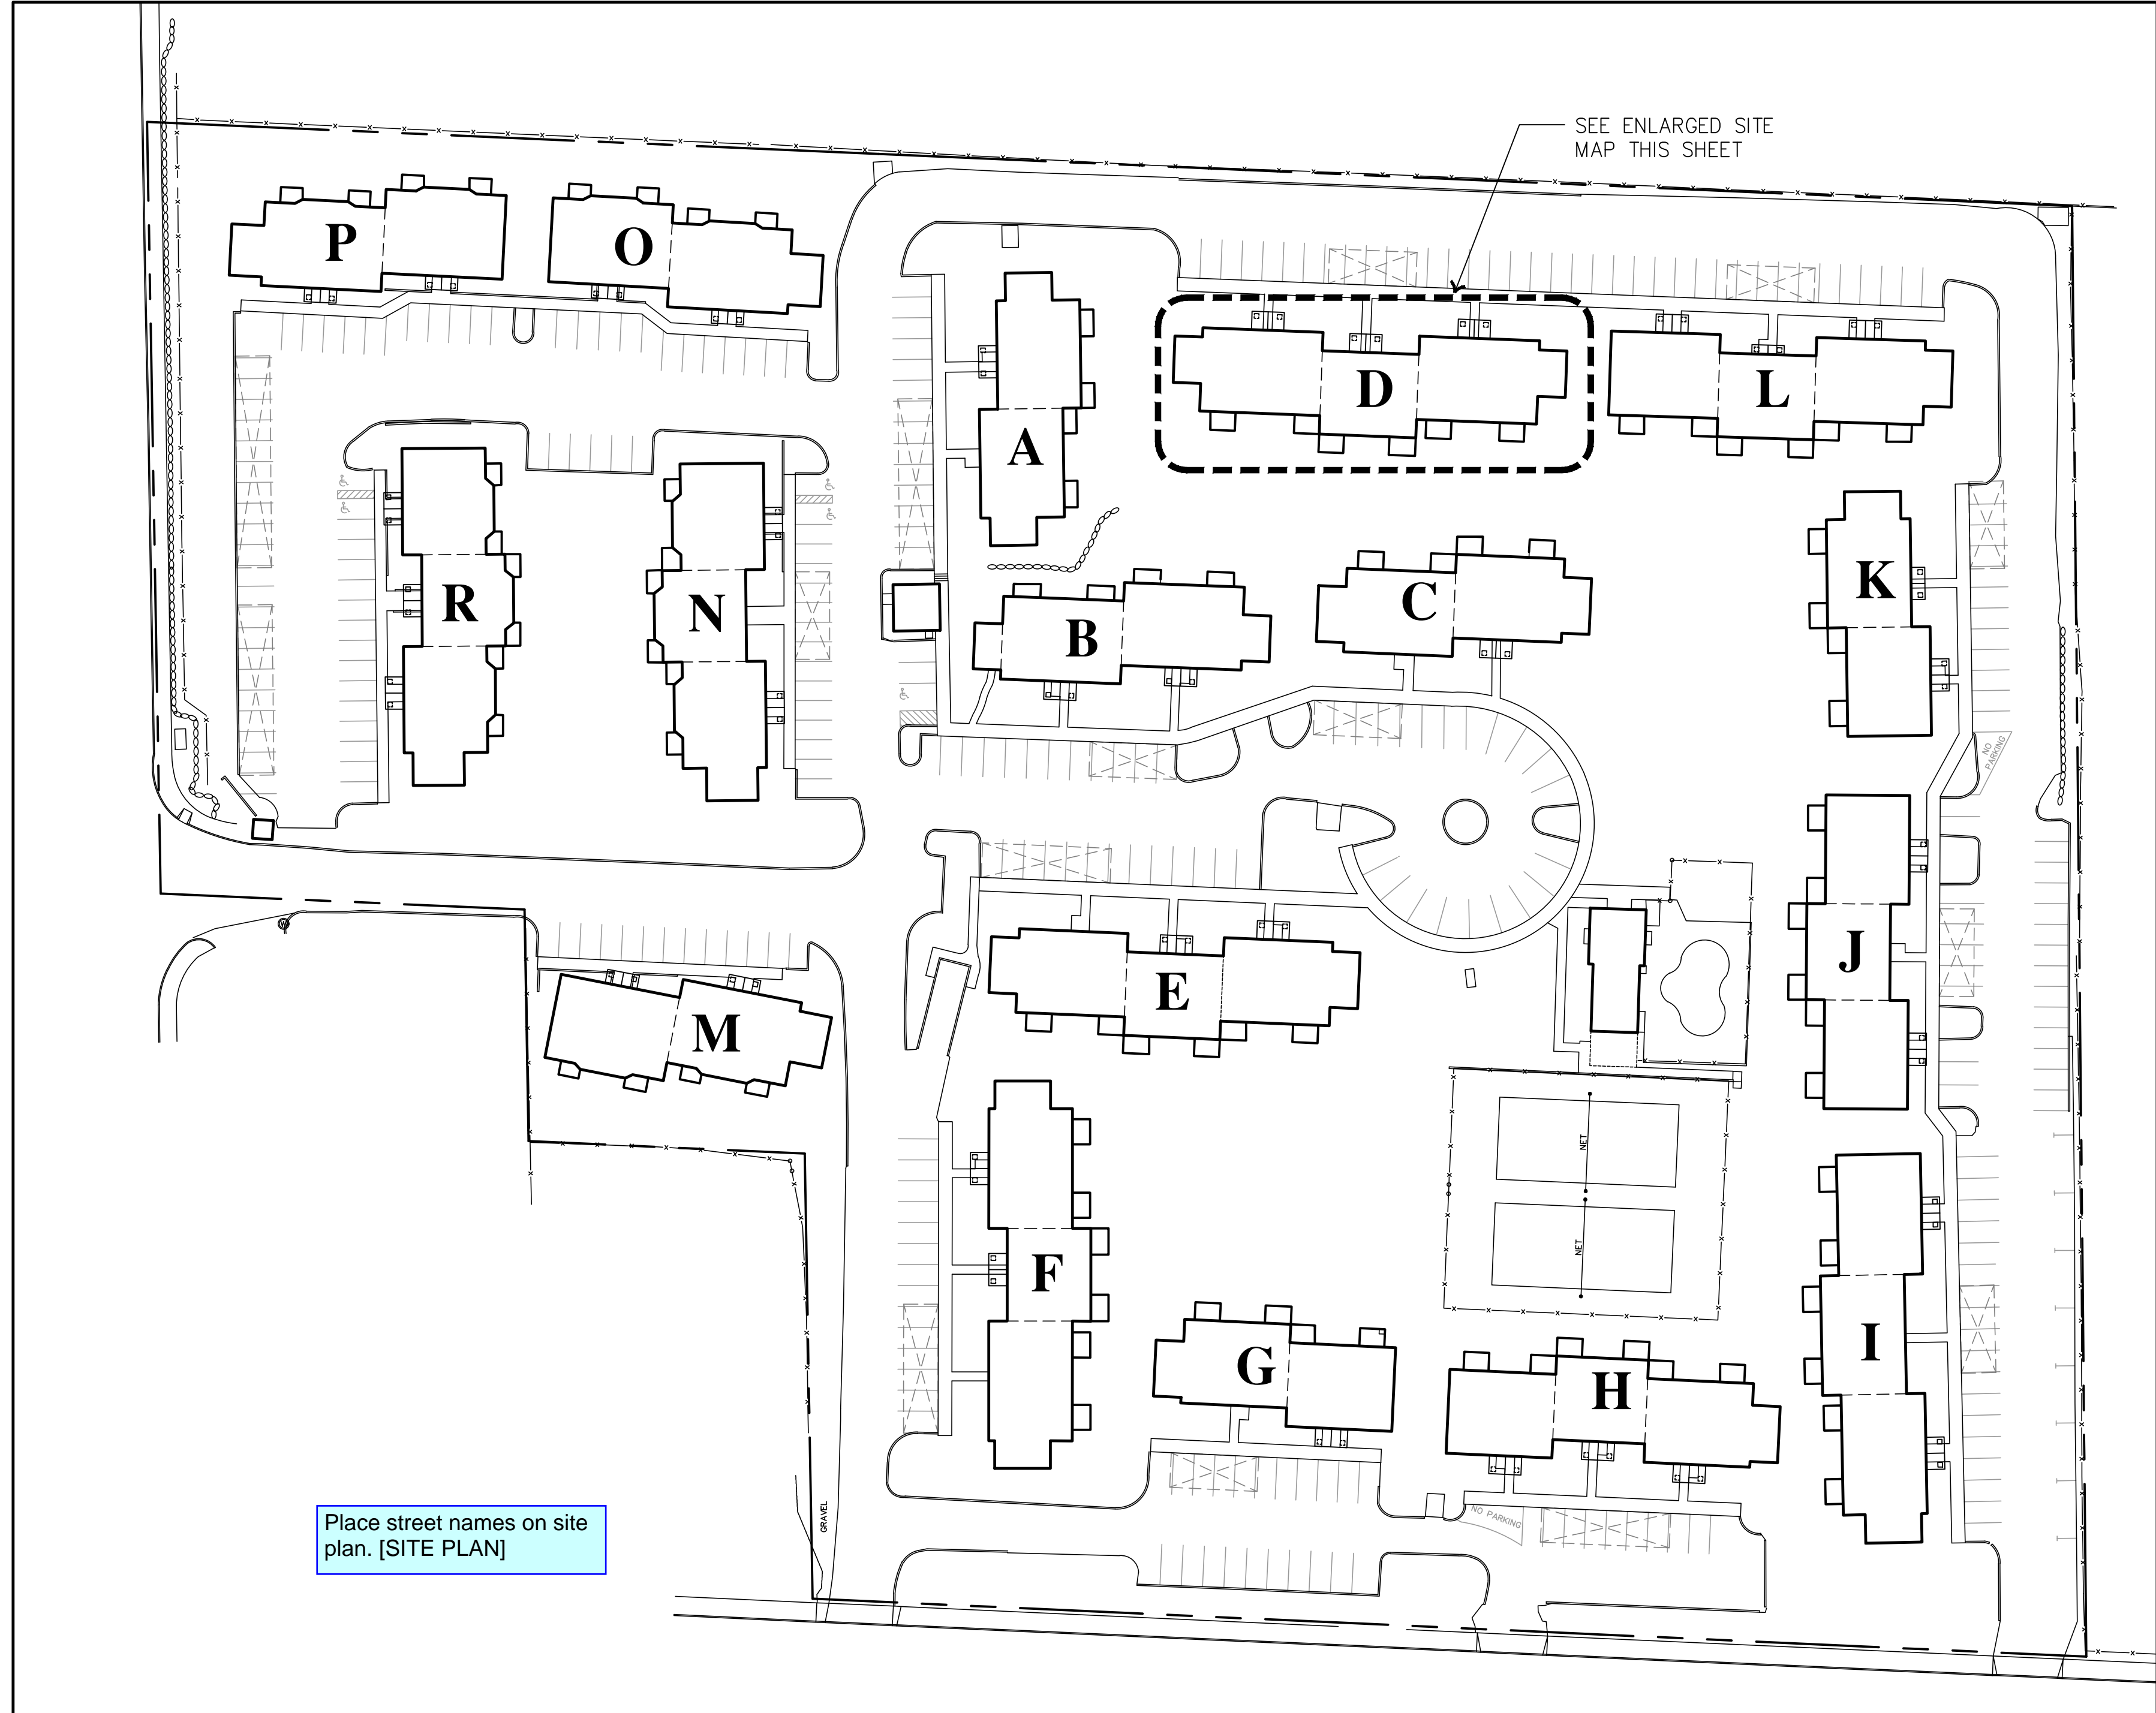 SEE ENLARGED SITE
MAP THIS SHEET
P
O
D
L
A
R
N
B
C
K
NO
PARKING
E
J
M
NET
NET
F
G
H
I
NO PARKING
GRAVEL
Place street names on site
plan. [SITE PLAN]
W